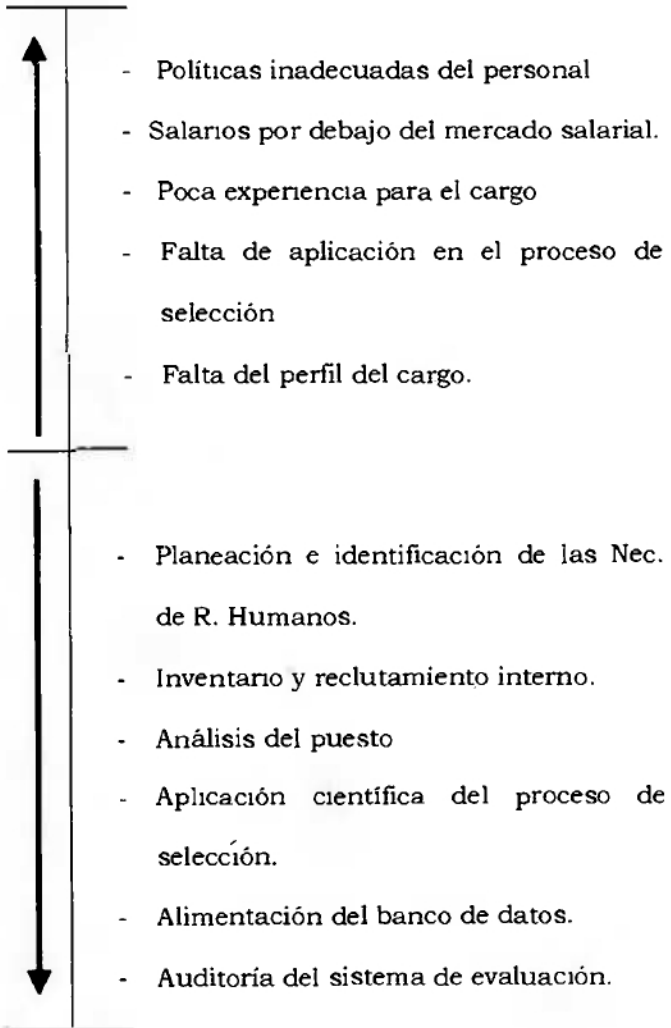 - Políticas inadecuadas del personal
- Salarios por debajo del mercado salarial.
- Poca experiencia para el cargo
- Falta de aplicación en el proceso de
selección
- Falta del perfil del cargo.
- Planeación e identificación de las Nec.
de R. Humanos.
- Inventario y reclutamiento interno.
- Análisis del puesto
- Aplicación científica del proceso de
selección.
- Alimentación del banco de datos.
- Auditoría del sistema de evaluación.